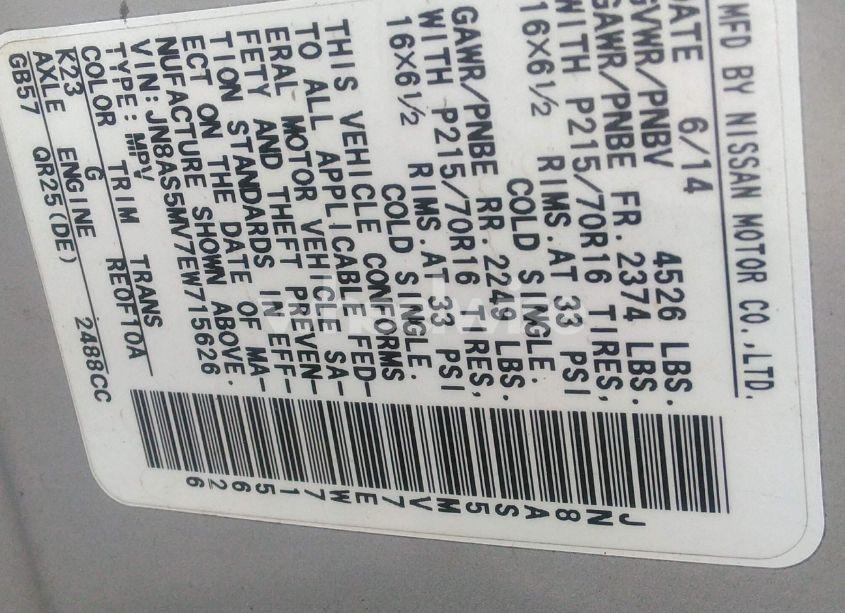 MFD BY NISSAN MOTOR CO.,LTD.
DATE 6/14
GVWR/PNBV 4526 LBS.
GAWR/PNBE FR. 2374 LBS.
WITH P215/70R16 TIRES,
16×6½ RIMS.AT 33 PSI
COLD SINGLE.
GAWR/PNBE RR. 2249 LBS.
WITH P215/70R16 TIRES,
16×6½ RIMS.AT 33 PSI
COLD SINGLE.
THIS VEHICLE CONFORMS
TO ALL APPLICABLE FED-
ERAL MOTOR VEHICLE SA-
FETY AND THEFT PREVEN-
TION STANDARDS IN EFF-
ECT ON THE DATE OF MA-
NUFACTURE SHOWN ABOVE.
VIN:JN8AS5MV7EW715626
TYPE:MPV
COLOR TRIM TRANS
K23 G RE0F10A
AXLE ENGINE
GB57 QR25(DE) 2488CC
JN8AS5MV7EW715626